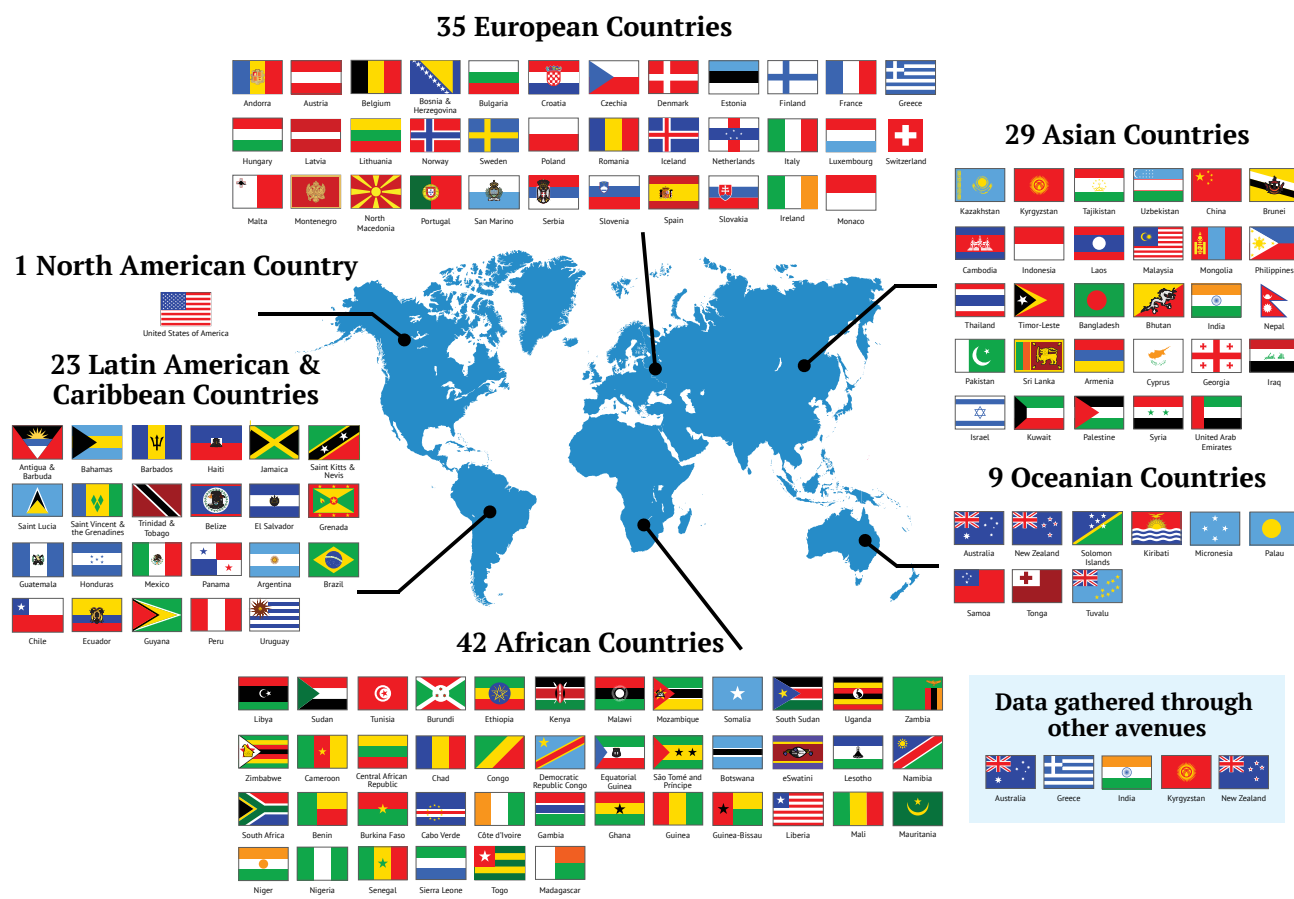 35 European Countries
Andorra
Austria
Belgium
Bosnia &
Herzegovina
Bulgaria
Croatia
Czechia
Denmark
Estonia
Finland
France
Greece
Hungary
Latvia
Lithuania
Norway
Sweden
Poland
Romania
Iceland
Netherlands
Italy
Luxembourg
Switzerland
Malta
Montenegro
North
Macedonia
Portugal
San Marino
Serbia
Slovenia
Spain
Slovakia
Ireland
Monaco
29 Asian Countries
Kazakhstan
Kyrgyzstan
Tajikistan
Uzbekistan
China
Brunei
Cambodia
Indonesia
Laos
Malaysia
Mongolia
Philippines
Thailand
Timor-Leste
Bangladesh
Bhutan
India
Nepal
Pakistan
Sri Lanka
Armenia
Cyprus
Georgia
Iraq
Israel
Kuwait
Palestine
Syria
United Arab
Emirates
1 North American Country
United States of America
23 Latin American &
Caribbean Countries
Antigua &
Barbuda
Bahamas
Barbados
Haiti
Jamaica
Saint Kitts &
Nevis
Saint Lucia
Saint Vincent &
the Grenadines
Trinidad &
Tobago
Belize
El Salvador
Grenada
Guatemala
Honduras
Mexico
Panama
Argentina
Brazil
Chile
Ecuador
Guyana
Peru
Uruguay
9 Oceanian Countries
Australia
New Zealand
Solomon
Islands
Kiribati
Micronesia
Palau
Samoa
Tonga
Tuvalu
42 African Countries
Libya
Sudan
Tunisia
Burundi
Ethiopia
Kenya
Malawi
Mozambique
Somalia
South Sudan
Uganda
Zambia
Zimbabwe
Cameroon
Central African
Republic
Chad
Congo
Democratic
Republic Congo
Equatorial
Guinea
São Tomé and
Principe
Botswana
eSwatini
Lesotho
Namibia
South Africa
Benin
Burkina Faso
Cabo Verde
Côte d'Ivoire
Gambia
Ghana
Guinea
Guinea-Bissau
Liberia
Mali
Mauritania
Niger
Nigeria
Senegal
Sierra Leone
Togo
Madagascar
Data gathered through
other avenues
Australia
Greece
India
Kyrgyzstan
New Zealand